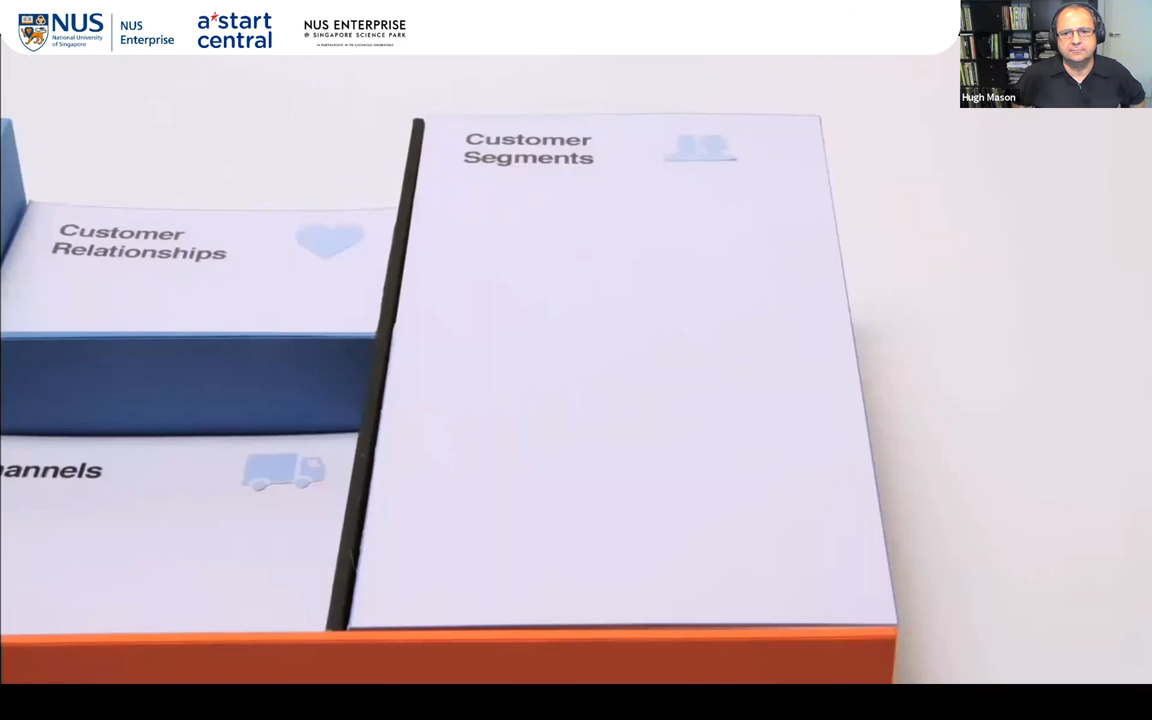 NUS
National University
of Singapore
NUS
Enterprise
a*start
central
NUS ENTERPRISE
@ SINGAPORE SCIENCE PARK
Hugh Mason
Customer
Segments
Customer
Relationships
annels